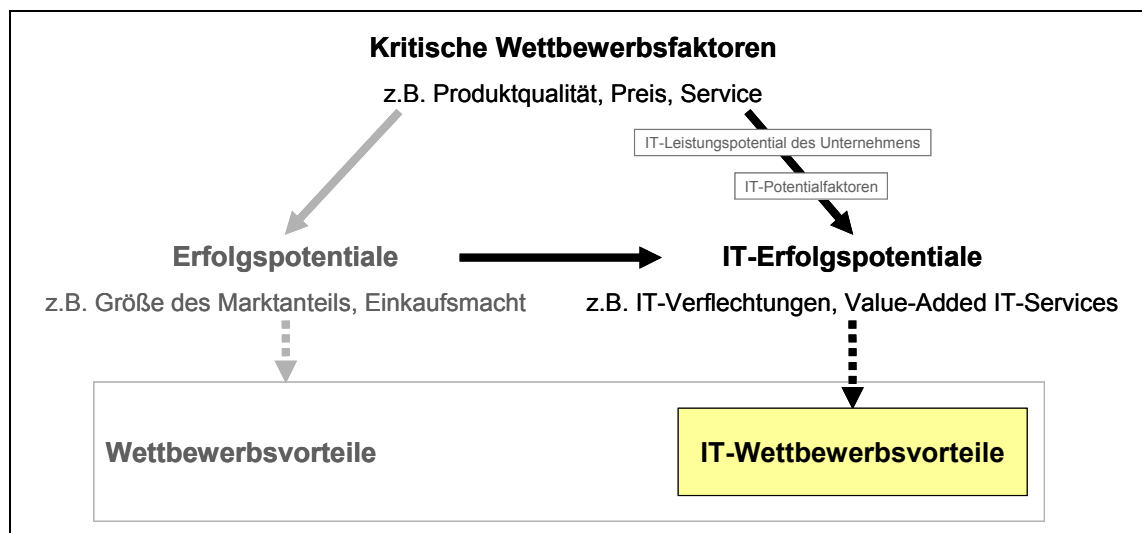 Kritische Wettbewerbsfaktoren
z.B. Produktqualität, Preis, Service
IT-Leistungspotential des Unternehmens
IT-Potentialfaktoren
Erfolgspotentiale
IT-Erfolgspotentiale
z.B. Größe des Marktanteils, Einkaufsmacht
z.B. IT-Verflechtungen, Value-Added IT-Services
Wettbewerbsvorteile
IT-Wettbewerbsvorteile